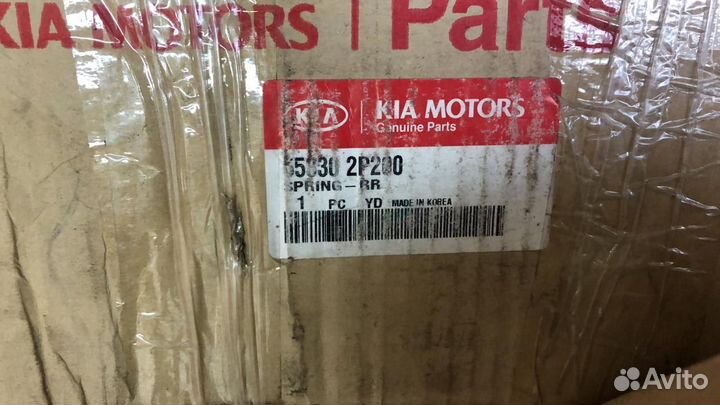 KIA MOTORS | Parts
KIA | KIA MOTORS
Genuine Parts
55330 2P200
SPRING-RR
1 PC YD MADE IN KOREA
Avito